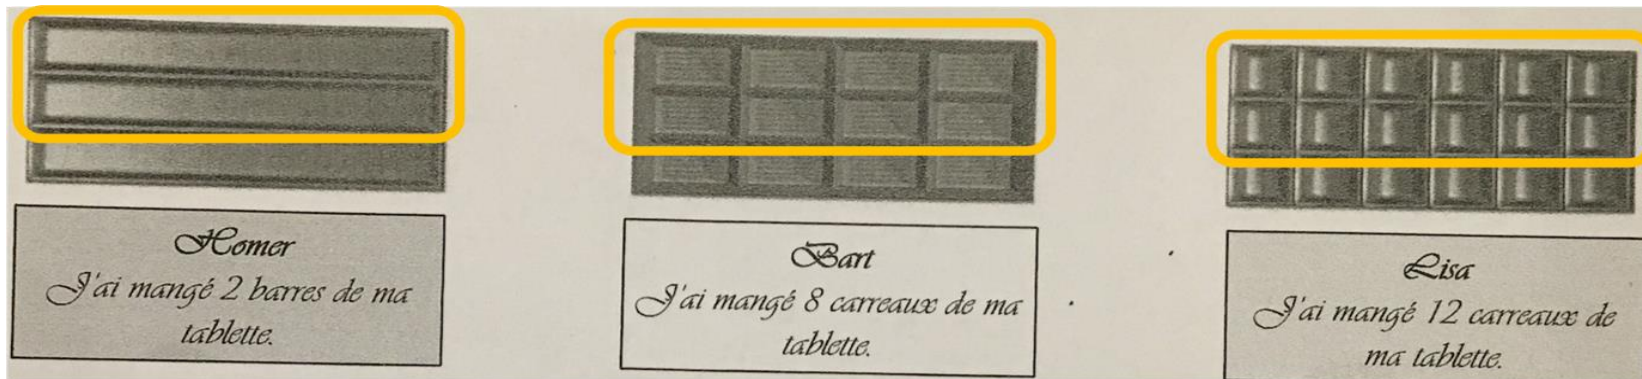 Homer
J'ai mangé 2 barres de ma
tablette.
Bart
J'ai mangé 8 carreaux de ma
tablette.
Lisa
J'ai mangé 12 carreaux de
ma tablette.